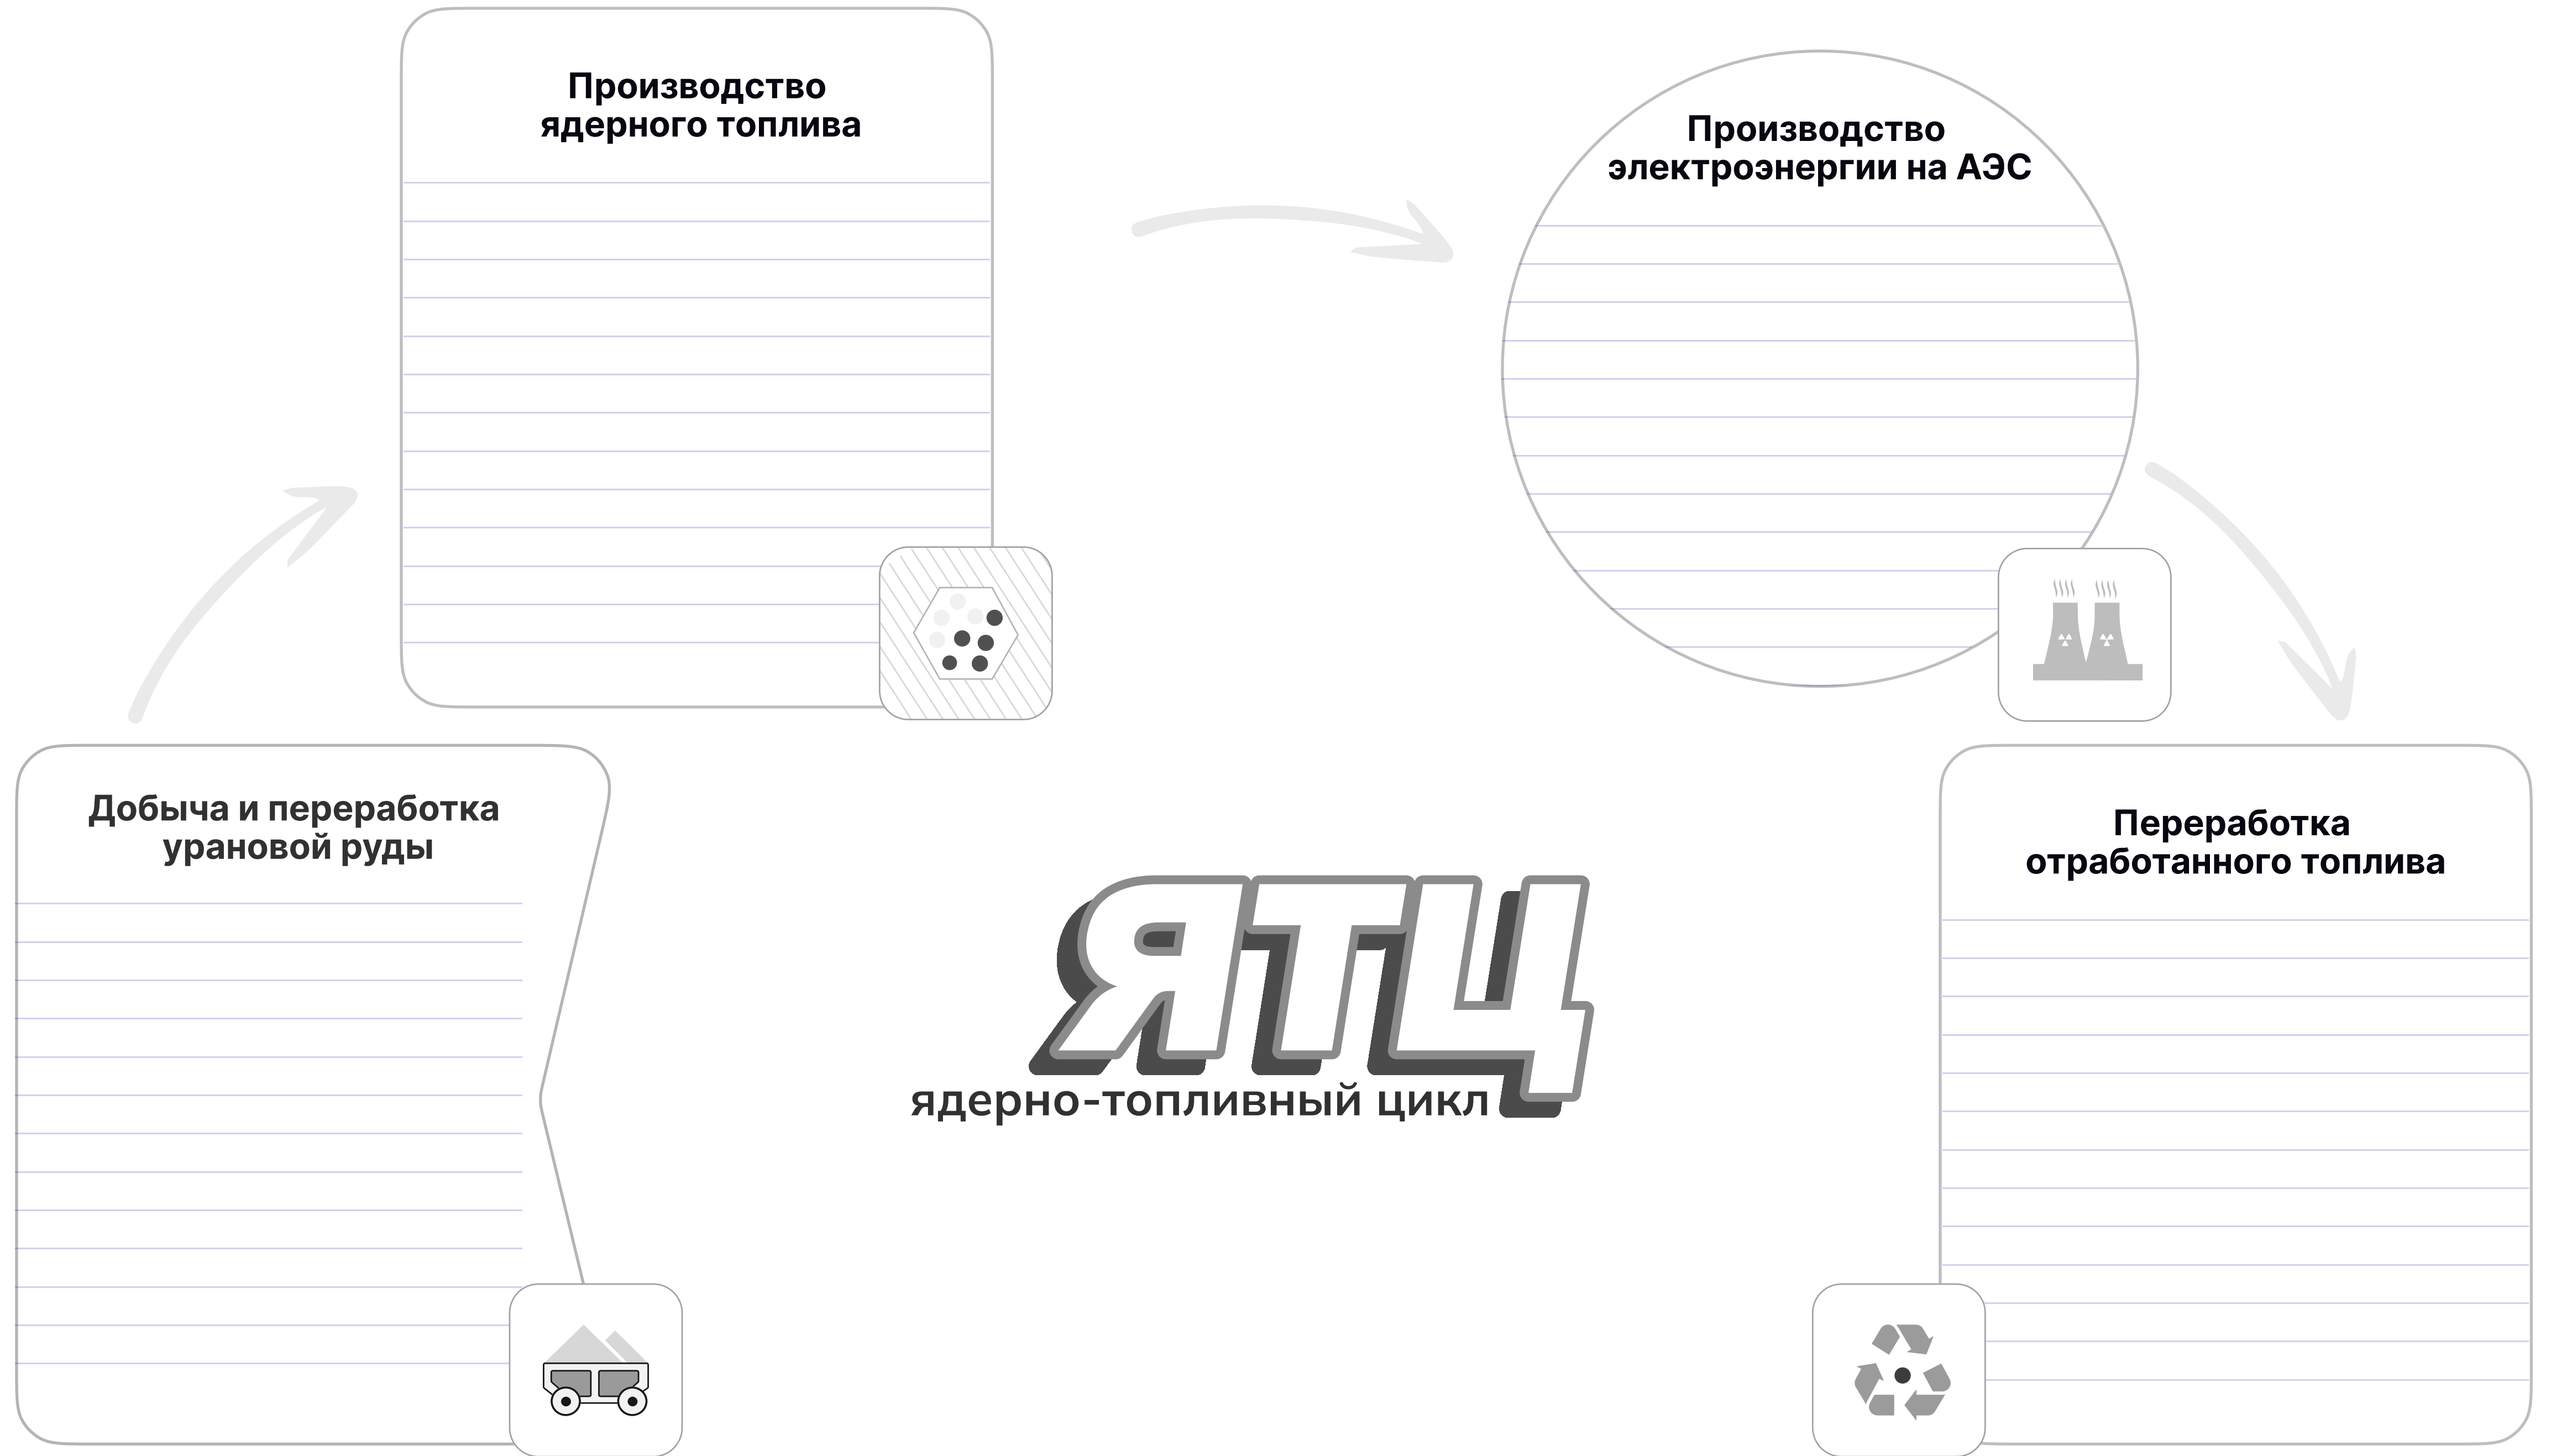 Производство
ядерного топлива
Производство
электроэнергии на АЭС
Добыча и переработка
урановой руды
Переработка
отработанного топлива
ЯТЦ
ядерно-топливный цикл